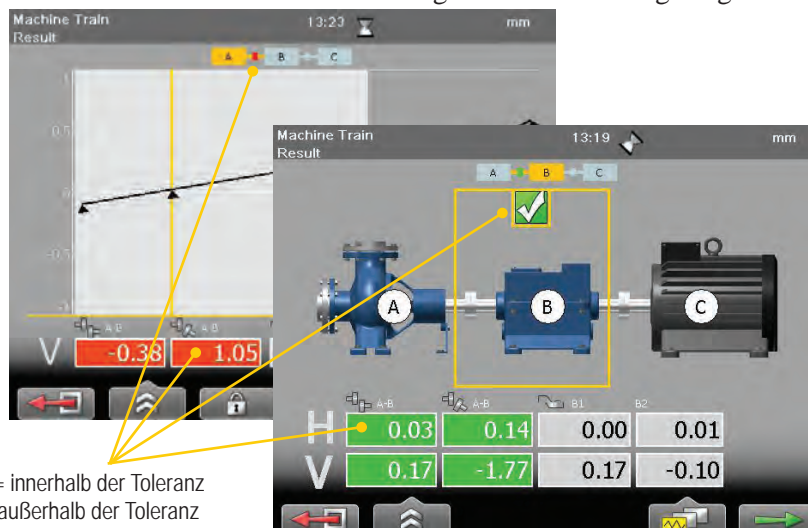 Machine Train 13:23 mm
Result
A B C
0.5
0
-0.5
A-B A-B
V -0.38 1.05
Machine Train 13:19 mm
Result
A B C
A B C
A-B A-B B1 B2
H 0.03 0.14 0.00 0.01
V 0.17 -1.77 0.17 -0.10
= innerhalb der Toleranz
außerhalb der Toleranz